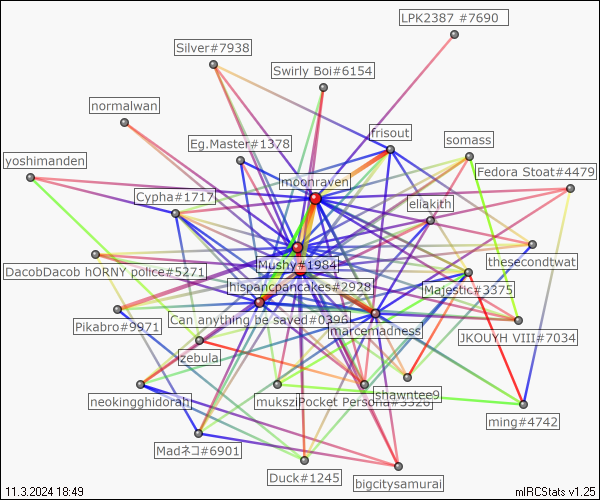 LPK2387 #7690
Silver#7938
Swirly Boi#6154
normalwan
frisout
Eg.Master#1378
somass
yoshimanden
Fedora Stoat#4479
moonraven
Cypha#1717
eliakith
thesecondtwat
Mushy#1984
DacobDacob hORNY police#5271
hispancpancakes#2928
Majestic#3375
Can anything be saved#0396
Pikabro#9971
marcemadness
JKOUYH VIII#7034
zebula
neokingghidorah
mukszi
Pocket Persona#5326
shawntee9
ming#4742
Madネコ#6901
Duck#1245
bigcitysamurai
11.3.2024 18:49
mIRCStats v1.25